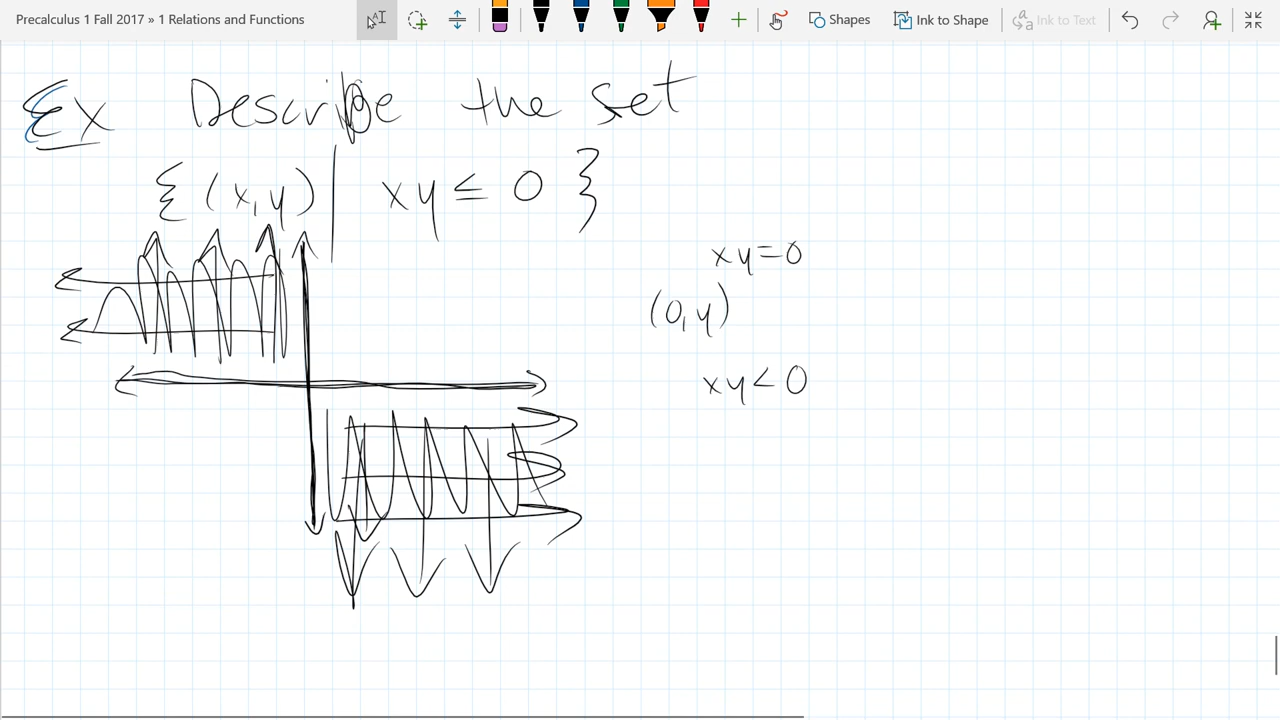 Precalculus 1 Fall 2017 » 1 Relations and Functions
Shapes
Ink to Shape
Ink to Text
Ex Describe the set
{(x,y)| xy ≤ 0}
xy=0
(0,y)
xy<0